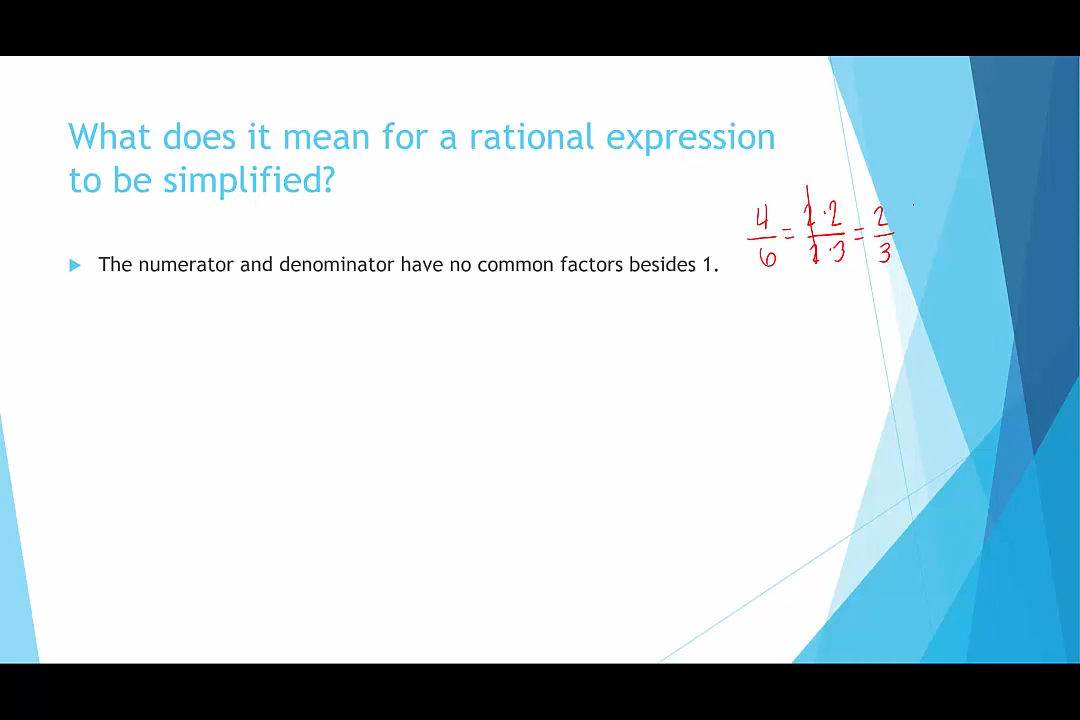 What does it mean for a rational expression
to be simplified?
4/6 = 2·2/2·3 = 2/3
The numerator and denominator have no common factors besides 1.